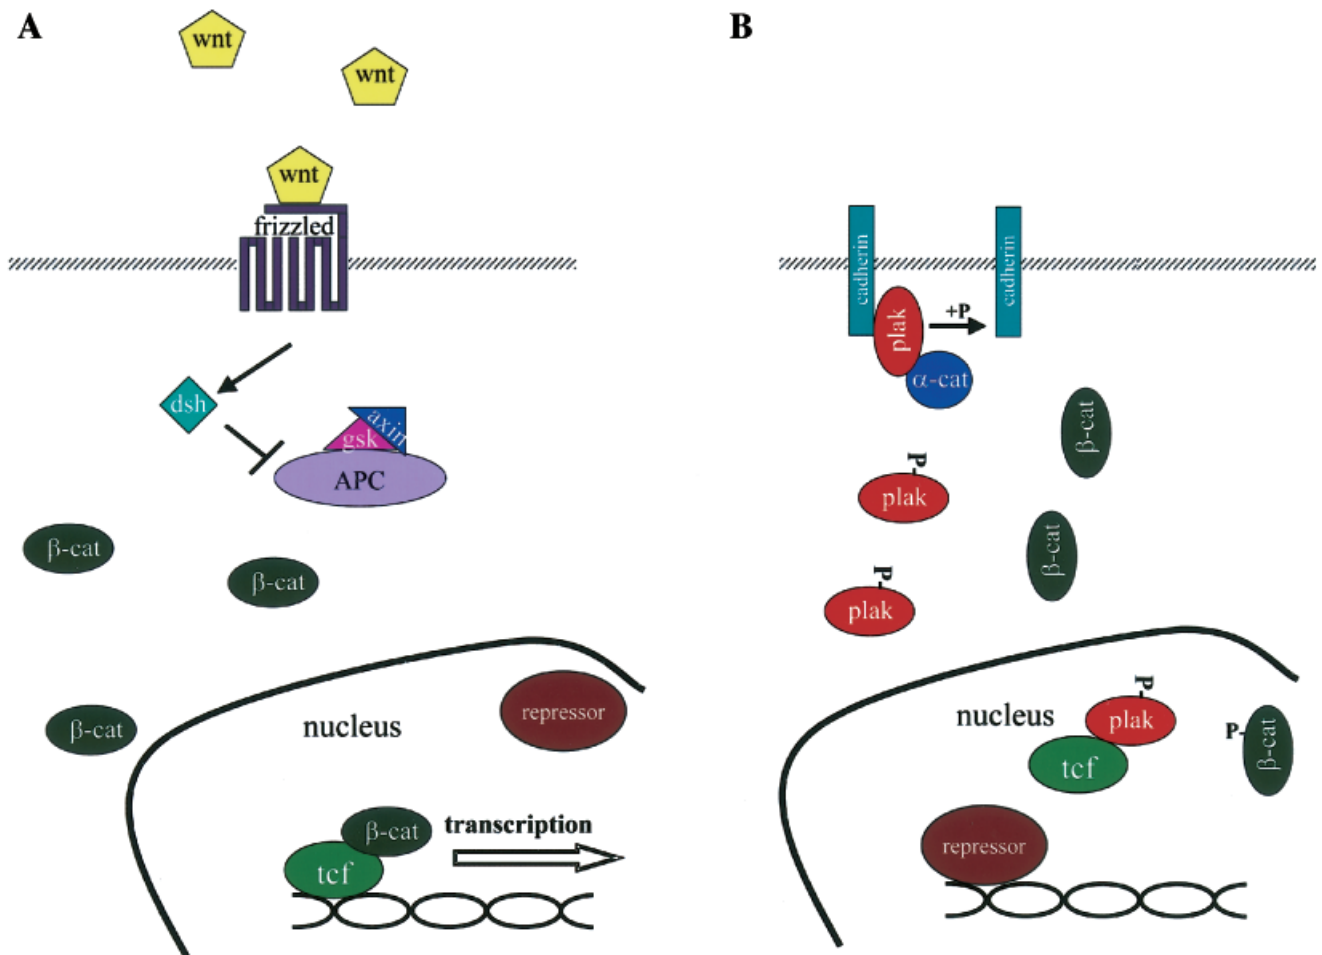 A
wnt
wnt
wnt
frizzled
dsh
axin
gsk
APC
β-cat
β-cat
β-cat
nucleus
repressor
β-cat
transcription
tcf
B
cadherin
cadherin
plak
+P
α-cat
β-cat
P
plak
β-cat
P
plak
P
nucleus
plak
P
β-cat
tcf
repressor